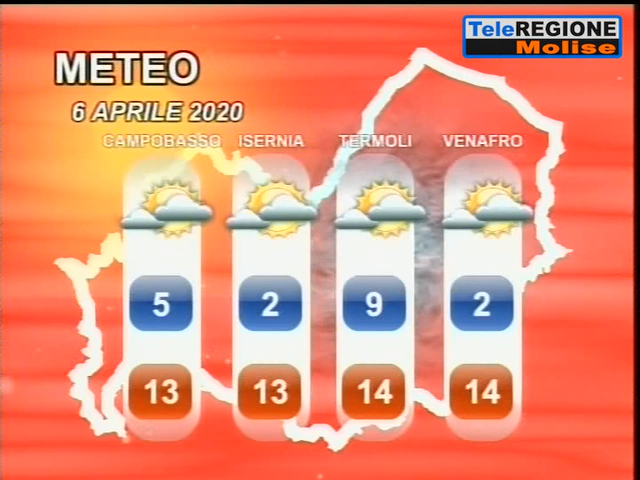 TeleREGIONE
Molise
METEO
6 APRILE 2020
CAMPOBASSO ISERNIA TERMOLI VENAFRO
5 2 9 2
13 13 14 14